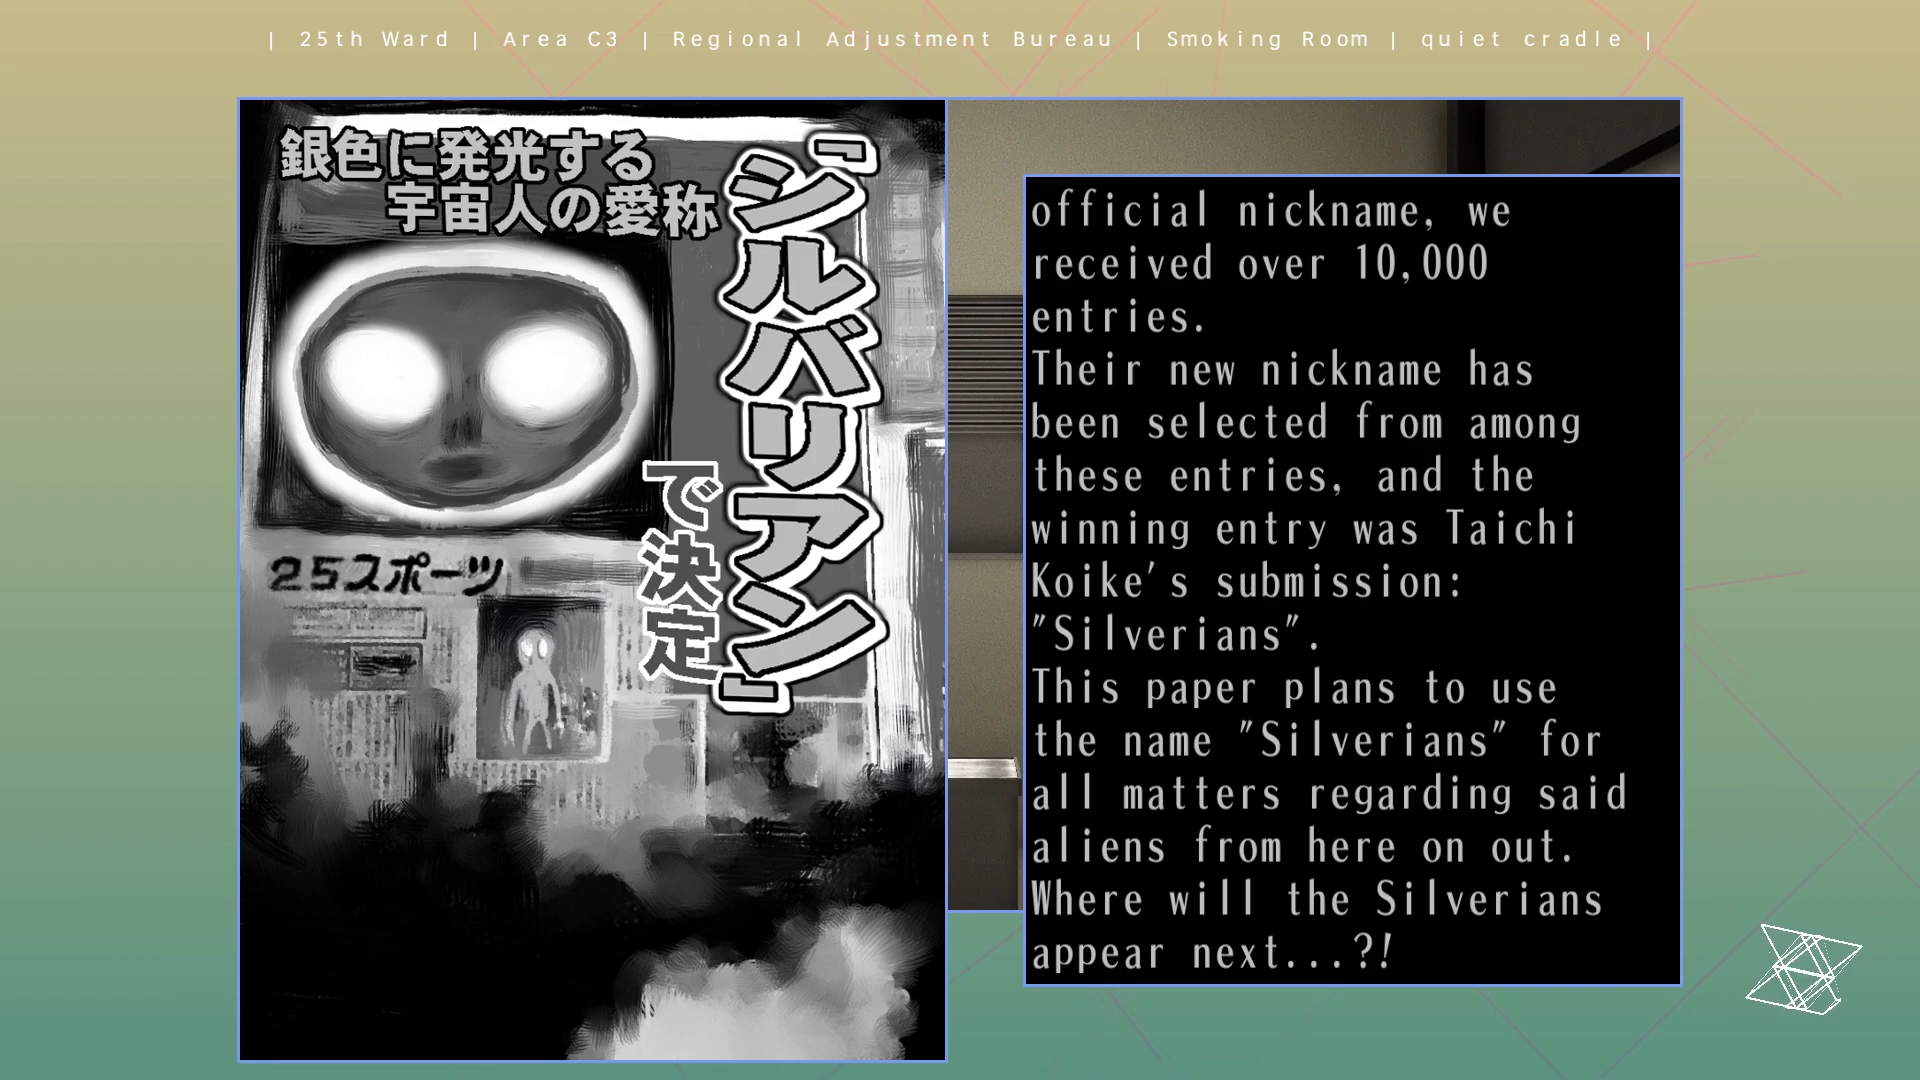 | 25th Ward | Area C3 | Regional Adjustment Bureau | Smoking Room | quiet cradle |
銀色に発光する
宇宙人の愛称
「シルバリアン」
で決定
25スポーツ
official nickname, we
received over 10,000
entries.
Their new nickname has
been selected from among
these entries, and the
winning entry was Taichi
Koike's submission:
"Silverians".
This paper plans to use
the name "Silverians" for
all matters regarding said
aliens from here on out.
Where will the Silverians
appear next...?!